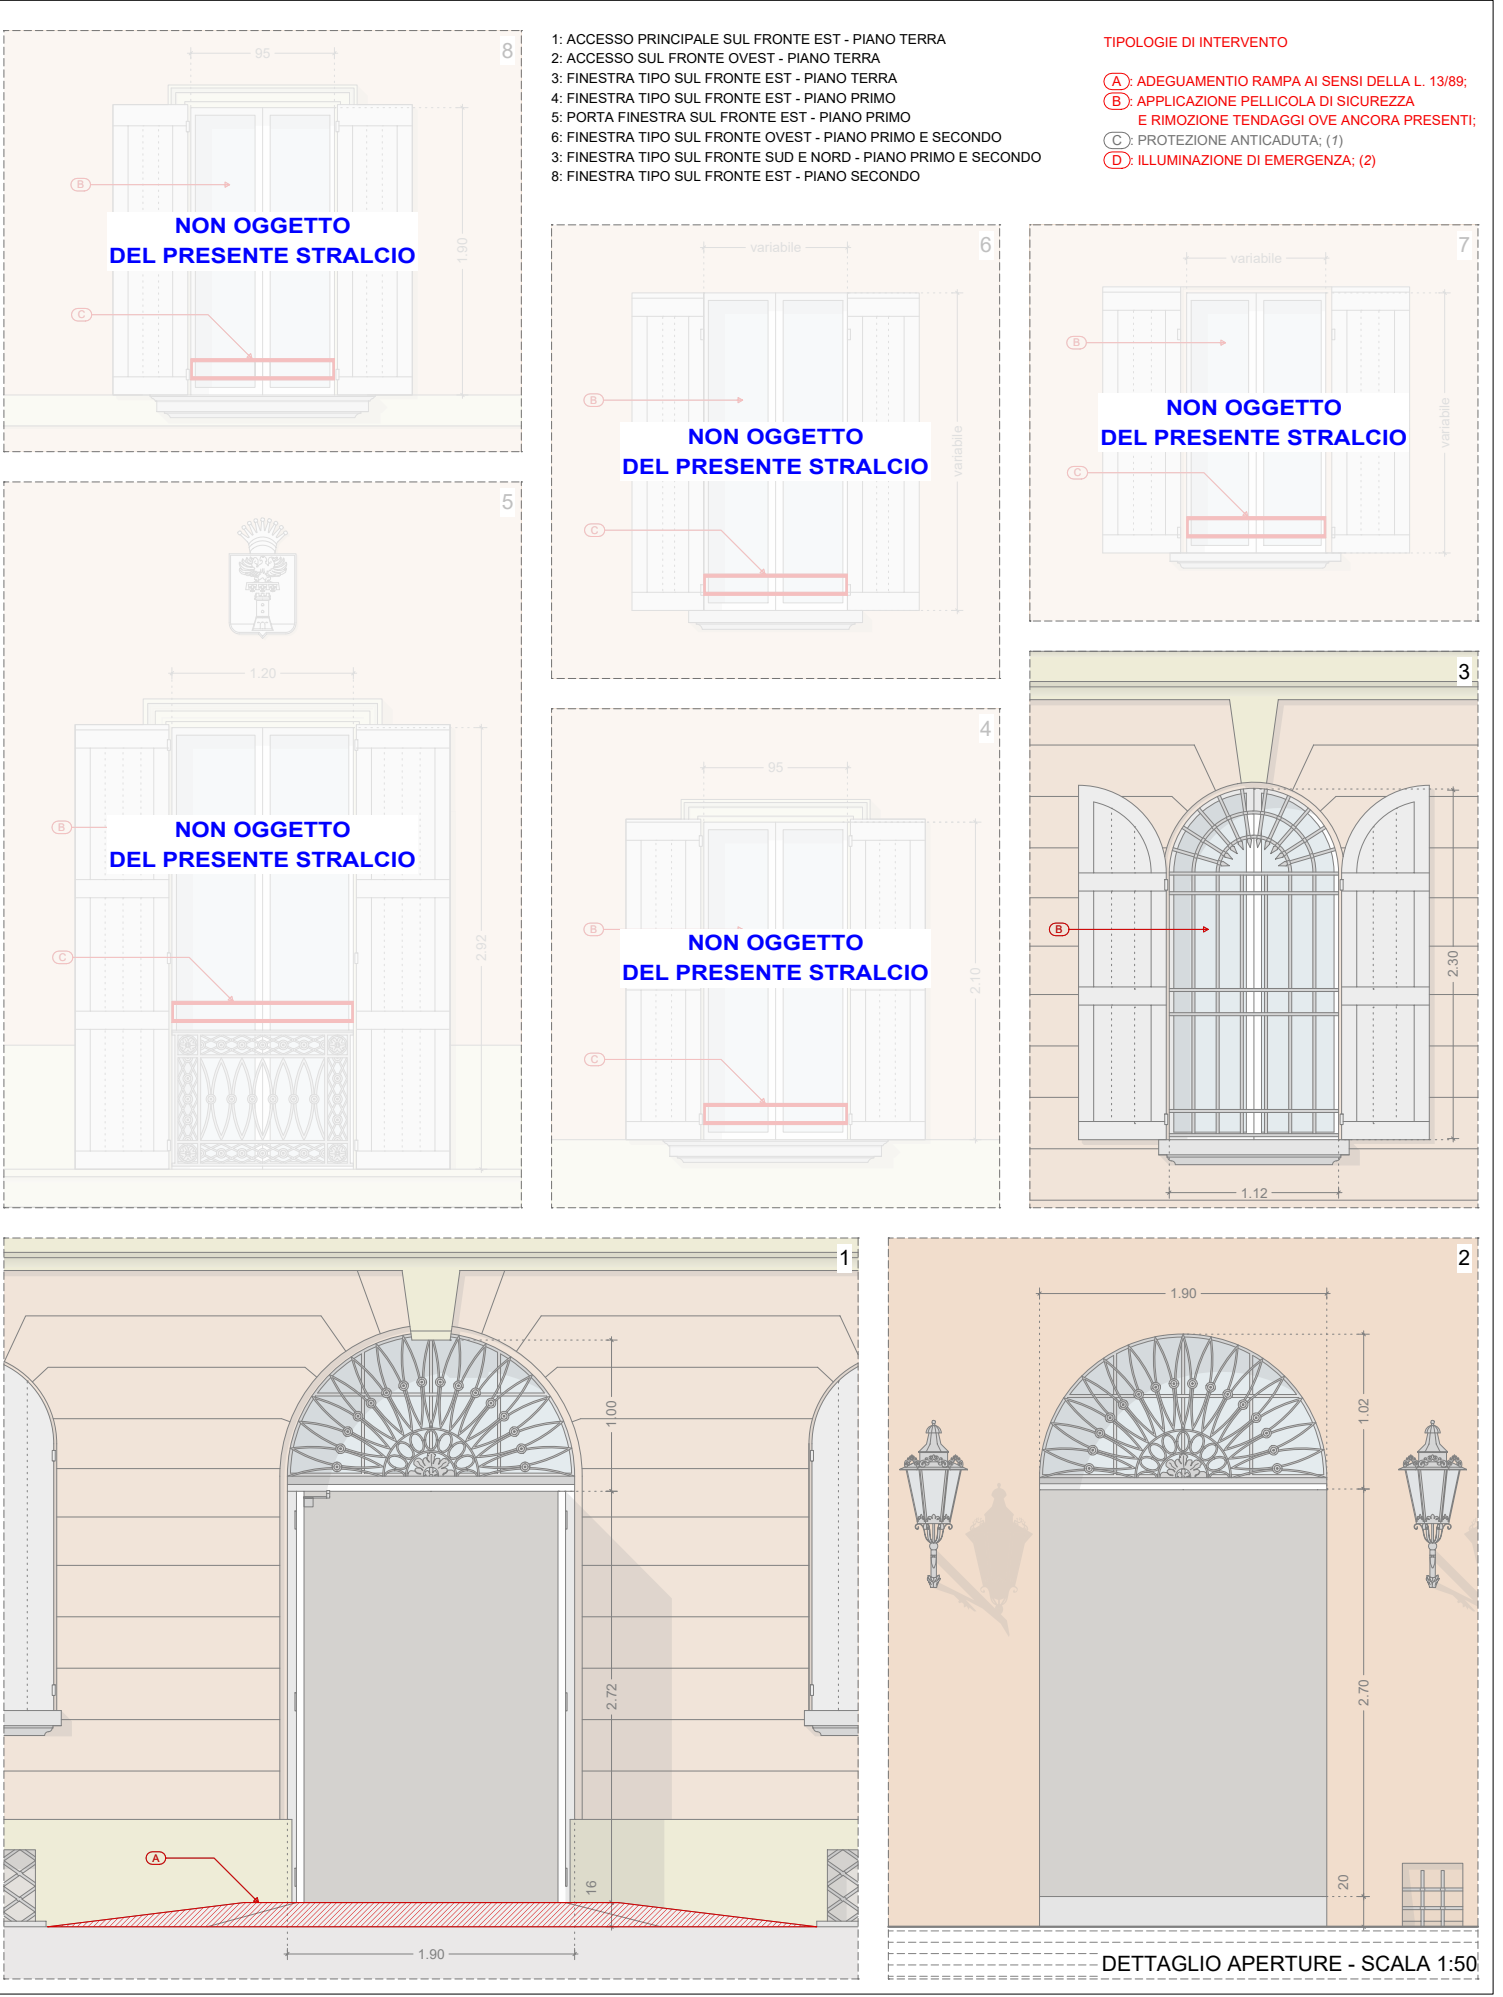 8
95
B
NON OGGETTO
DEL PRESENTE STRALCIO
1.90
C
1: ACCESSO PRINCIPALE SUL FRONTE EST - PIANO TERRA
2: ACCESSO SUL FRONTE OVEST - PIANO TERRA
3: FINESTRA TIPO SUL FRONTE EST - PIANO TERRA
4: FINESTRA TIPO SUL FRONTE EST - PIANO PRIMO
5: PORTA FINESTRA SUL FRONTE EST - PIANO PRIMO
6: FINESTRA TIPO SUL FRONTE OVEST - PIANO PRIMO E SECONDO
3: FINESTRA TIPO SUL FRONTE SUD E NORD - PIANO PRIMO E SECONDO
8: FINESTRA TIPO SUL FRONTE EST - PIANO SECONDO
TIPOLOGIE DI INTERVENTO
A: ADEGUAMENTIO RAMPA AI SENSI DELLA L. 13/89;
B: APPLICAZIONE PELLICOLA DI SICUREZZA
E RIMOZIONE TENDAGGI OVE ANCORA PRESENTI;
C: PROTEZIONE ANTICADUTA; (1)
D: ILLUMINAZIONE DI EMERGENZA; (2)
6
variabile
B
NON OGGETTO
DEL PRESENTE STRALCIO
variabile
C
7
variabile
B
NON OGGETTO
DEL PRESENTE STRALCIO
variabile
C
5
1.20
B
NON OGGETTO
DEL PRESENTE STRALCIO
2.92
C
4
95
B
NON OGGETTO
DEL PRESENTE STRALCIO
2.10
C
3
B
2.30
1.12
1
1.00
2.72
A
16
1.90
2
1.90
1.02
2.70
20
DETTAGLIO APERTURE - SCALA 1:50